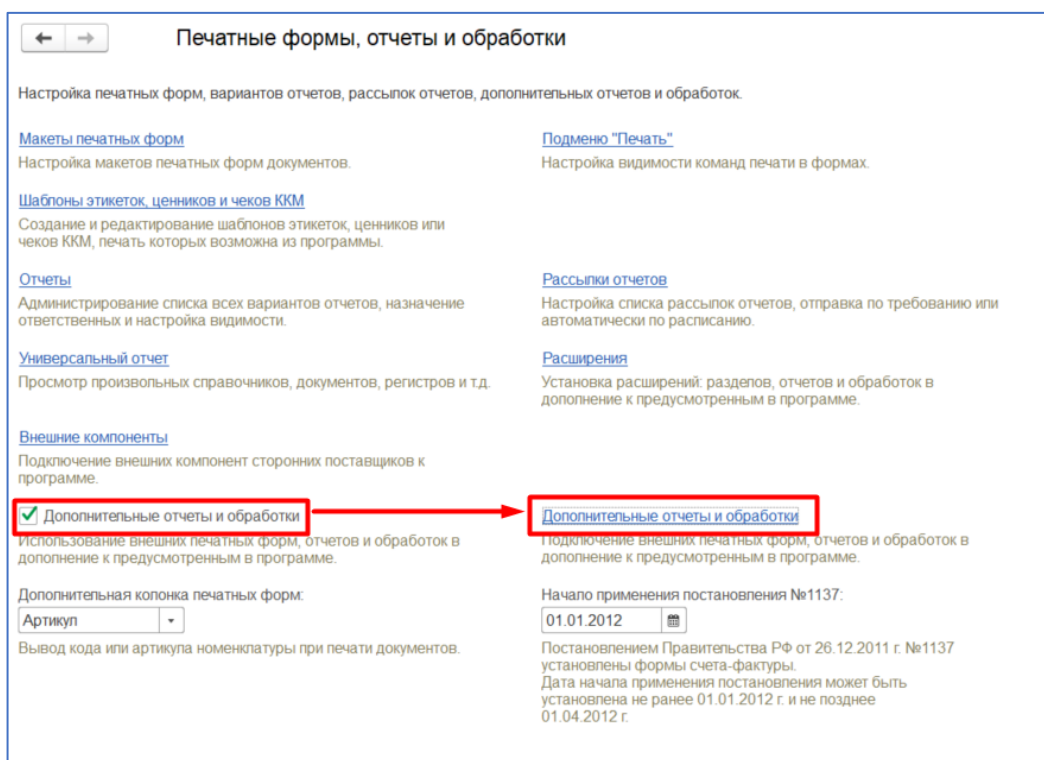 Печатные формы, отчеты и обработки
Настройка печатных форм, вариантов отчетов, рассылок отчетов, дополнительных отчетов и обработок.
Макеты печатных форм
Настройка макетов печатных форм документов.
Подменю "Печать"
Настройка видимости команд печати в формах.
Шаблоны этикеток, ценников и чеков ККМ
Создание и редактирование шаблонов этикеток, ценников или
чеков ККМ, печать которых возможна из программы.
Отчеты
Администрирование списка всех вариантов отчетов, назначение
ответственных и настройка видимости.
Рассылки отчетов
Настройка списка рассылок отчетов, отправка по требованию или
автоматически по расписанию.
Универсальный отчет
Просмотр произвольных справочников, документов, регистров и т.д.
Расширения
Установка расширений: разделов, отчетов и обработок в
дополнение к предусмотренным в программе.
Внешние компоненты
Подключение внешних компонент сторонних поставщиков к
программе.
Дополнительные отчеты и обработки
Использование внешних печатных форм, отчетов и обработок в
дополнение к предусмотренным в программе.
Дополнительные отчеты и обработки
Подключение внешних печатных форм, отчетов и обработок в
дополнение к предусмотренным в программе.
Дополнительная колонка печатных форм:
Артикул
Вывод кода или артикула номенклатуры при печати документов.
Начало применения постановления №1137:
01.01.2012
Постановлением Правительства РФ от 26.12.2011 г. №1137
установлены формы счета-фактуры.
Дата начала применения постановления может быть
установлена не ранее 01.01.2012 г. и не позднее
01.04.2012 г.